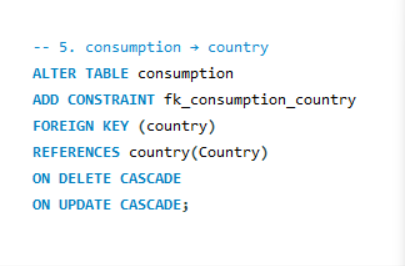 -- 5. consumption → country
ALTER TABLE consumption
ADD CONSTRAINT fk_consumption_country
FOREIGN KEY (country)
REFERENCES country(Country)
ON DELETE CASCADE
ON UPDATE CASCADE;